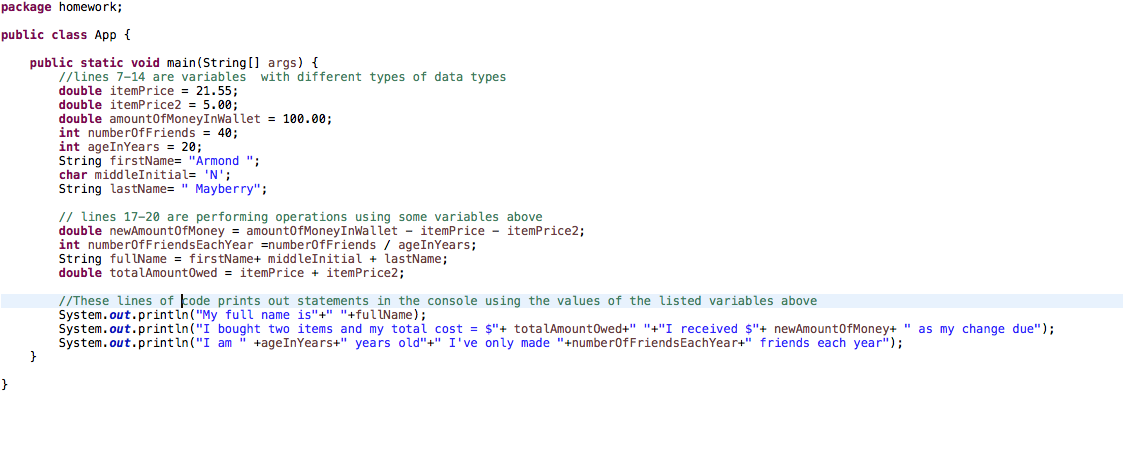 package homework;
public class App {
public static void main(String[] args) {
//lines 7-14 are variables  with different types of data types
double itemPrice = 21.55;
double itemPrice2 = 5.00;
double amountOfMoneyInWallet = 100.00;
int numberOfFriends = 40;
int ageInYears = 20;
String firstName= "Armond ";
char middleInitial= 'N';
String lastName= " Mayberry";
// lines 17-20 are performing operations using some variables above
double newAmountOfMoney = amountOfMoneyInWallet - itemPrice - itemPrice2;
int numberOfFriendsEachYear =numberOfFriends / ageInYears;
String fullName = firstName+ middleInitial + lastName;
double totalAmountOwed = itemPrice + itemPrice2;
//These lines of code prints out statements in the console using the values of the listed variables above
System.out.println("My full name is"+" "+fullName);
System.out.println("I bought two items and my total cost = $"+ totalAmountOwed+" "+"I received $"+ newAmountOfMoney+ " as my change due");
System.out.println("I am " +ageInYears+" years old"+" I've only made "+numberOfFriendsEachYear+" friends each year");
}
}